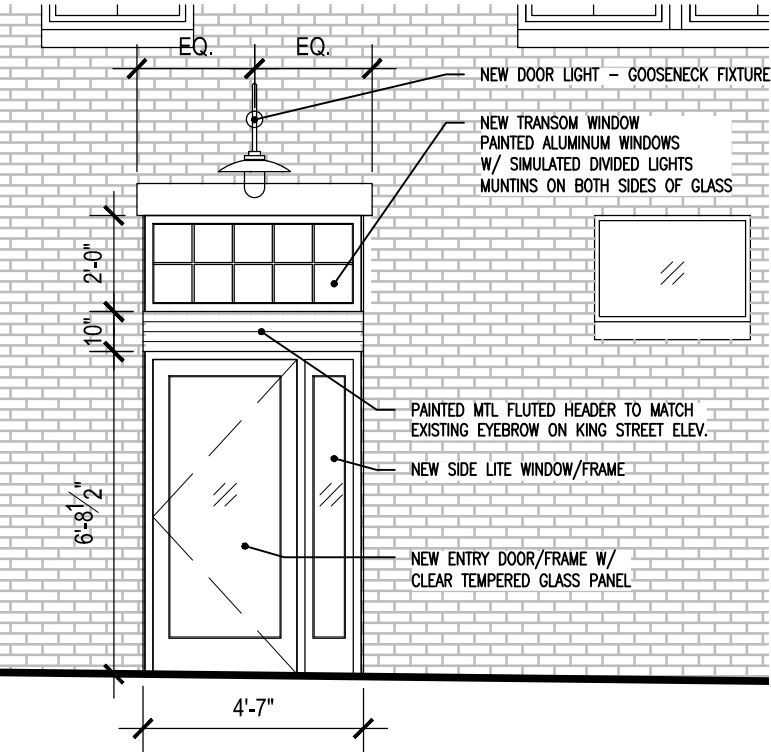 EQ. EQ.
NEW DOOR LIGHT – GOOSENECK FIXTURE
NEW TRANSOM WINDOW
PAINTED ALUMINUM WINDOWS
W/ SIMULATED DIVIDED LIGHTS
MUNTINS ON BOTH SIDES OF GLASS
2'-0"
10"
PAINTED MTL FLUTED HEADER TO MATCH
EXISTING EYEBROW ON KING STREET ELEV.
NEW SIDE LITE WINDOW/FRAME
6'-8 1/2"
NEW ENTRY DOOR/FRAME W/
CLEAR TEMPERED GLASS PANEL
4'-7"